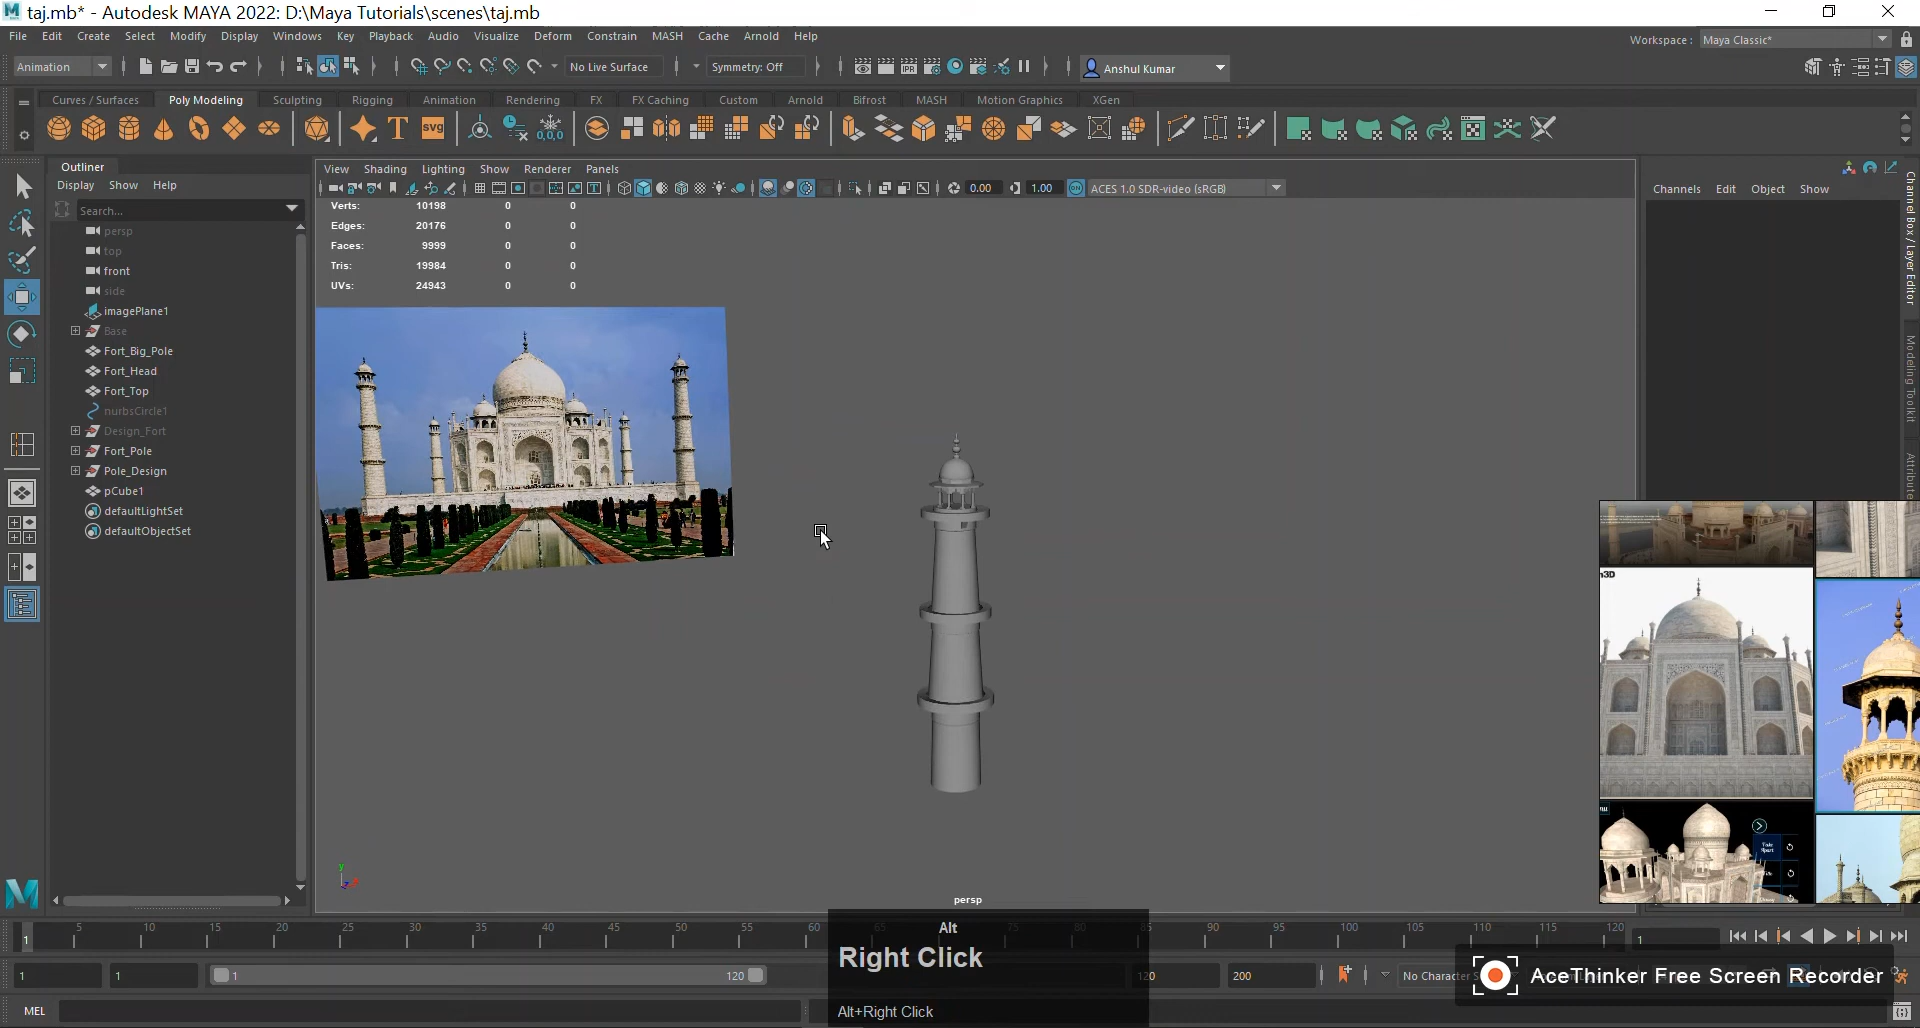 taj.mb* - Autodesk MAYA 2022: D:\Maya Tutorials\scenes\taj.mb
File Edit Create Select Modify Display Windows Key Playback Audio Visualize Deform Constrain MASH Cache Arnold Help
Workspace : Maya Classic*
Animation No Live Surface Symmetry: Off Anshul Kumar
Curves / Surfaces Poly Modeling Sculpting Rigging Animation Rendering FX FX Caching Custom Arnold Bifrost MASH Motion Graphics XGen
Outliner
Display Show Help
Search...
persp
top
front
side
imagePlane1
Base
Fort_Big_Pole
Fort_Head
Fort_Top
nurbsCircle1
Design_Fort
Fort_Pole
Pole_Design
pCube1
defaultLightSet
defaultObjectSet
View Shading Lighting Show Renderer Panels
0.00 1.00 ACES 1.0 SDR-video (sRGB)
Verts: 10198 0 0
Edges: 20176 0 0
Faces: 9999 0 0
Tris: 19984 0 0
UVs: 24943 0 0
persp
Channels Edit Object Show
Channel Box / Layer Editor
Modeling Toolkit
Attribute
1 5 10 15 20 25 30 35 40 45 50 55 60 65 75 80 85 90 95 100 105 110 115 120 1
1 1 1 120 120 200 No Character
MEL
Alt
Right Click
Alt+Right Click
AceThinker Free Screen Recorder